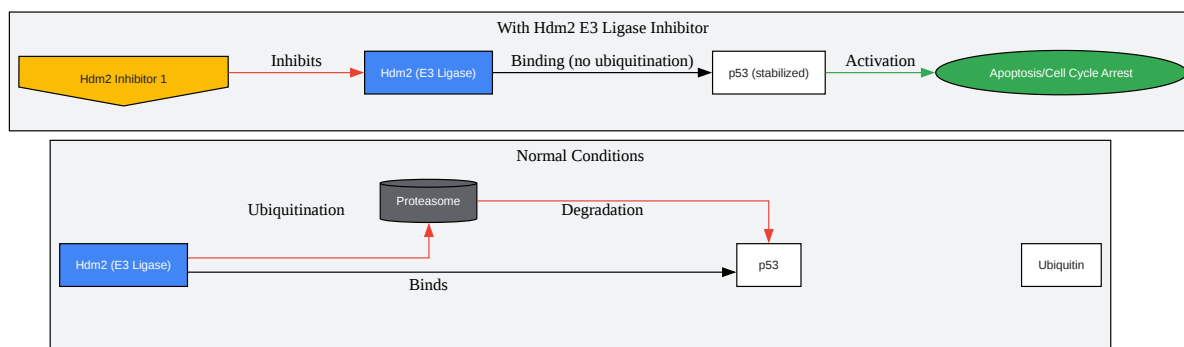 With Hdm2 E3 Ligase Inhibitor
Hdm2 Inhibitor 1
Inhibits
Hdm2 (E3 Ligase)
Binding (no ubiquitination)
p53 (stabilized)
Activation
Apoptosis/Cell Cycle Arrest
Normal Conditions
Ubiquitination
Proteasome
Degradation
Hdm2 (E3 Ligase)
Binds
p53
Ubiquitin